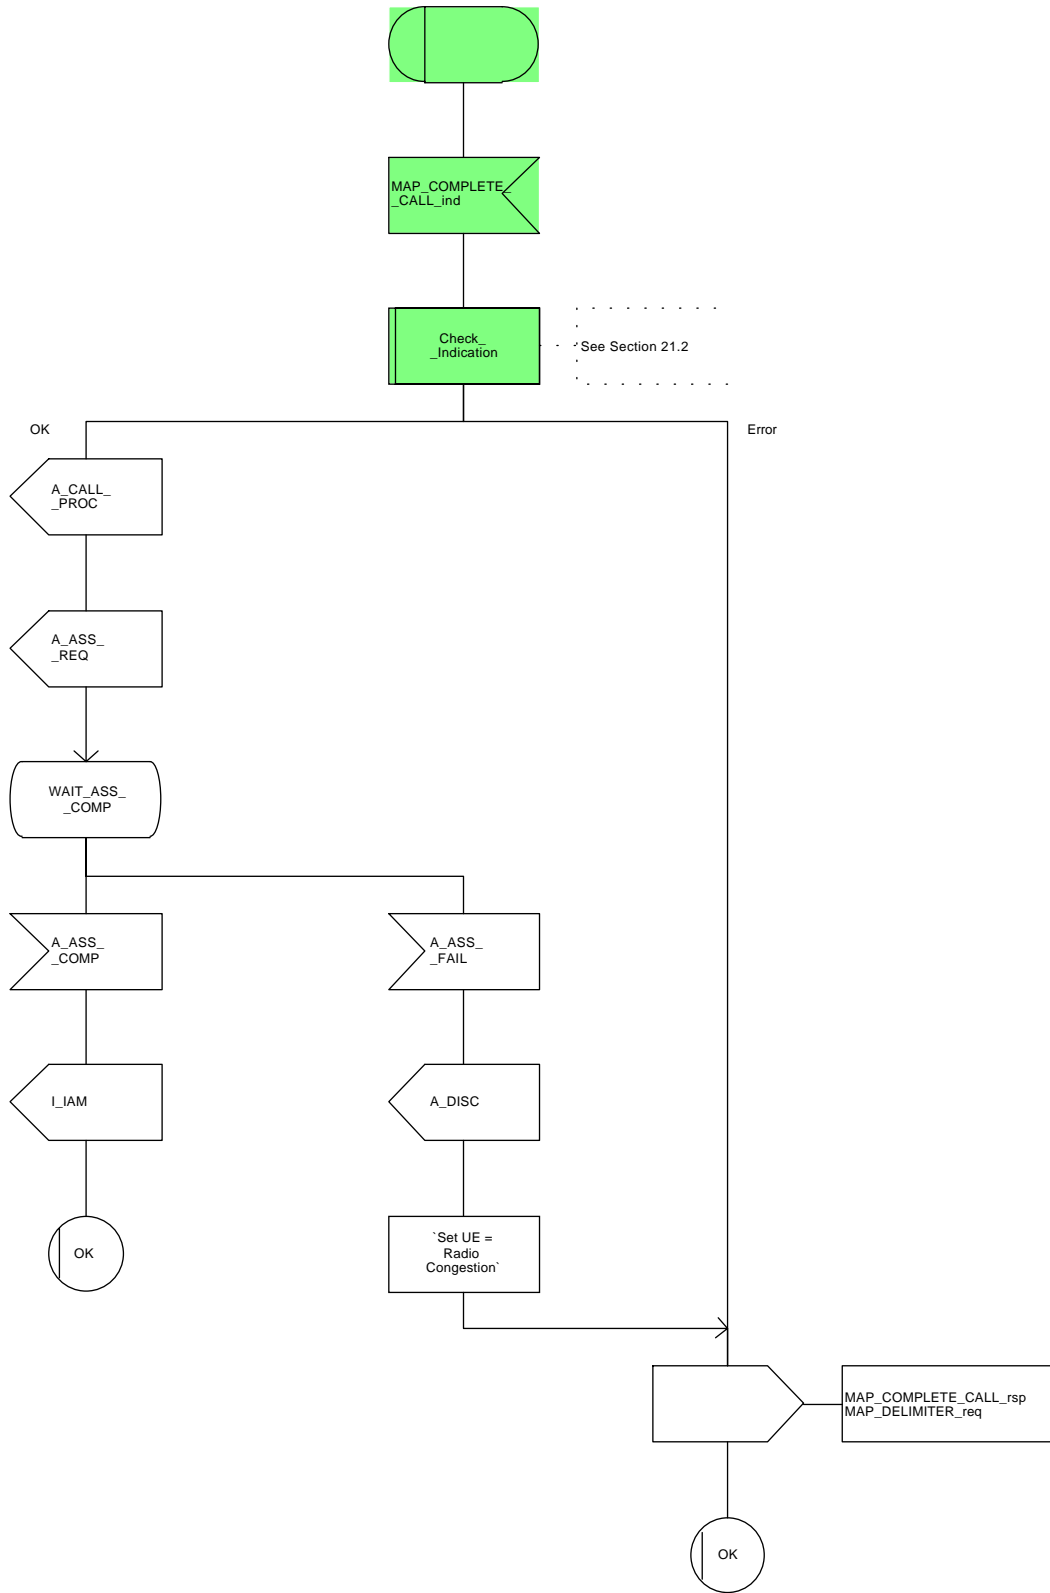 MAP_COMPLETE_
_CALL_ind
Check_
_Indication
See Section 21.2
OK
Error
A_CALL_
_PROC
A_ASS_
_REQ
WAIT_ASS_
_COMP
A_ASS_
_COMP
A_ASS_
_FAIL
I_IAM
A_DISC
OK
`Set UE =
Radio
Congestion`
MAP_COMPLETE_CALL_rsp
MAP_DELIMITER_req
OK